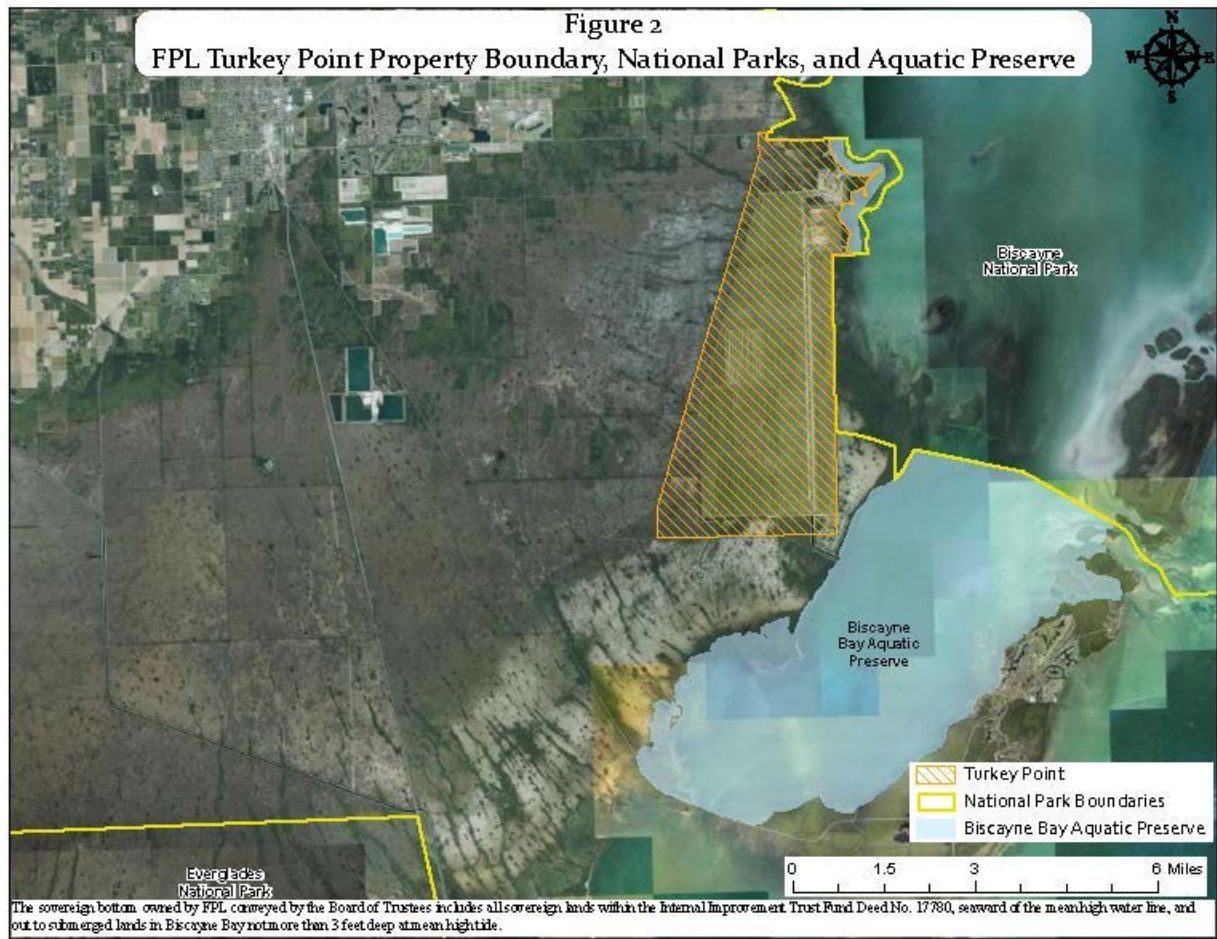 Figure 2
FPL Turkey Point Property Boundary, National Parks, and Aquatic Preserve
N
W E
S
Biscayne
National Park
Biscayne
Bay Aquatic
Preserve
Turkey Point
National Park Boundaries
Biscayne Bay Aquatic Preserve
0 1.5 3 6 Miles
Everglades
National Park
The sovereign bottom owned by FPL conveyed by the Board of Trustees includes all sovereign lands within the Internal Improvement Trust Fund Deed No. 17780, seaward of the mean high water line, and
out to submerged lands in Biscayne Bay not more than 3 feet deep at mean high tide.